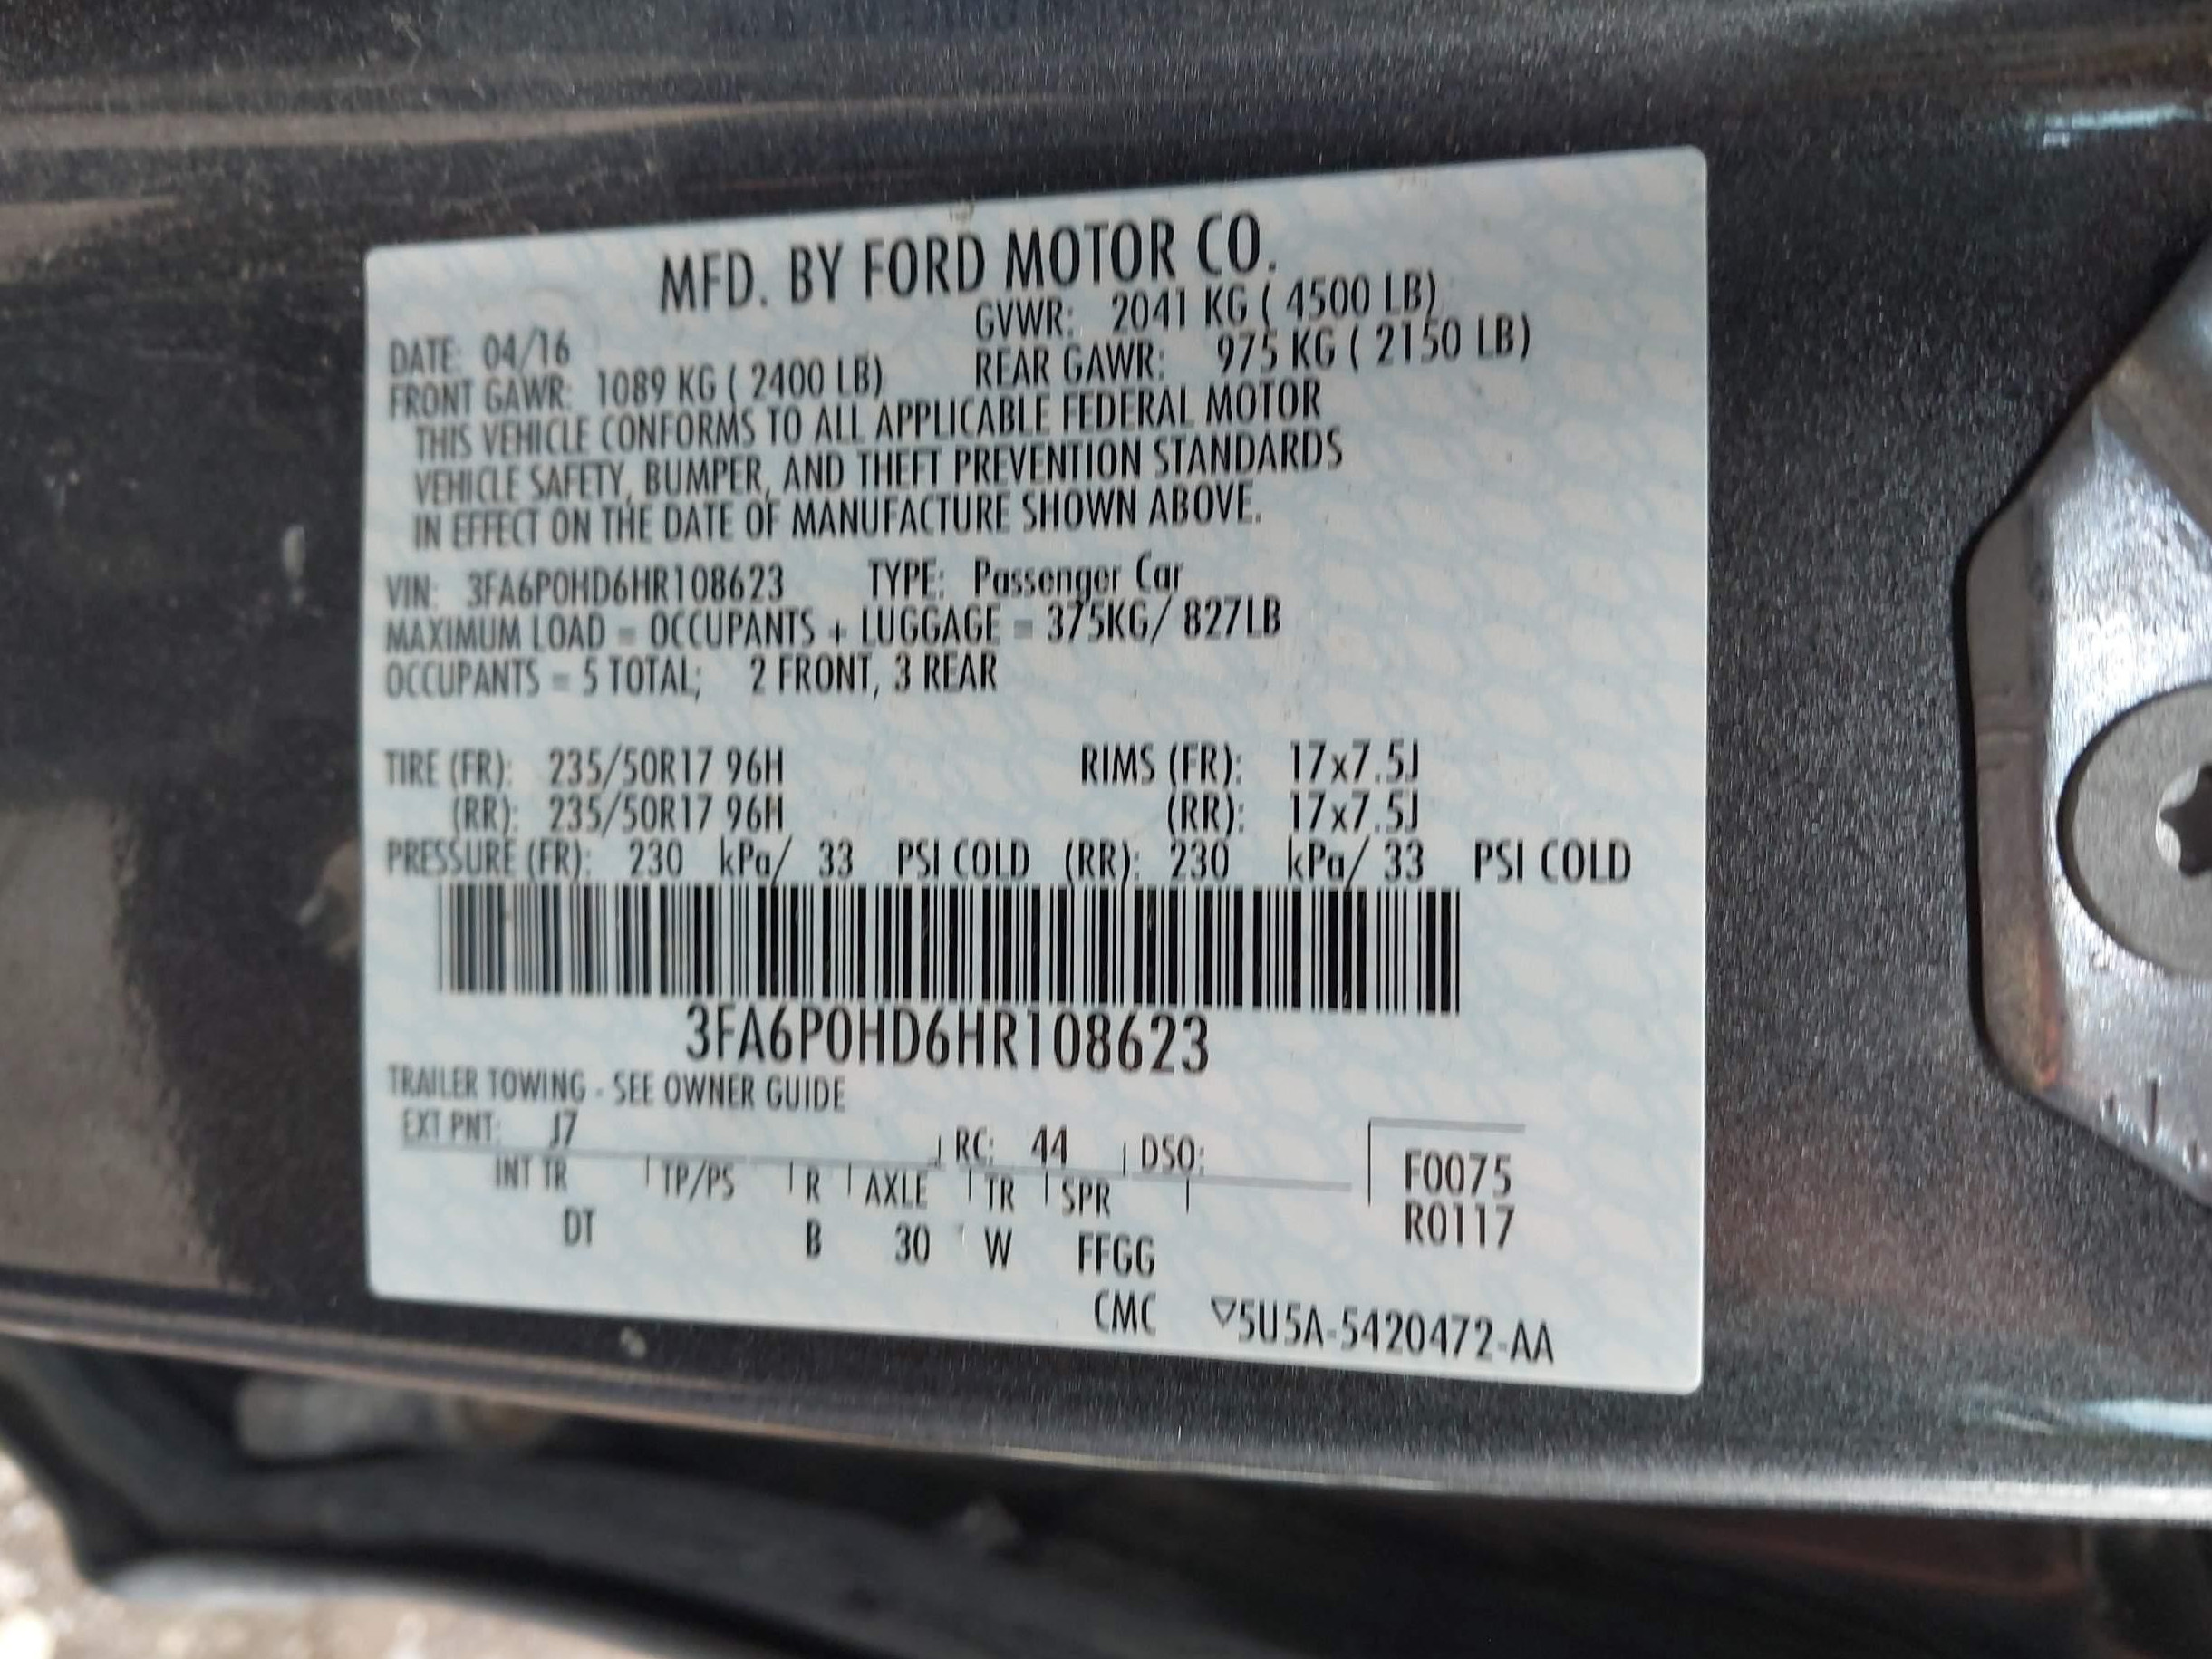 MFD. BY FORD MOTOR CO.
DATE: 04/16 GVWR: 2041 KG ( 4500 LB)
FRONT GAWR: 1089 KG ( 2400 LB) REAR GAWR: 975 KG ( 2150 LB)
THIS VEHICLE CONFORMS TO ALL APPLICABLE FEDERAL MOTOR
VEHICLE SAFETY, BUMPER, AND THEFT PREVENTION STANDARDS
IN EFFECT ON THE DATE OF MANUFACTURE SHOWN ABOVE.
VIN: 3FA6P0HD6HR108623 TYPE: Passenger Car
MAXIMUM LOAD = OCCUPANTS + LUGGAGE = 375KG/ 827LB
OCCUPANTS = 5 TOTAL; 2 FRONT, 3 REAR
TIRE (FR): 235/50R17 96H RIMS (FR): 17x7.5J
(RR): 235/50R17 96H (RR): 17x7.5J
PRESSURE (FR): 230 kPa/ 33 PSI COLD (RR): 230 kPa/ 33 PSI COLD
3FA6P0HD6HR108623
TRAILER TOWING - SEE OWNER GUIDE
EXT PNT: J7 RC: 44 DSO: F0075
INT TR TP/PS R AXLE TR SPR R0117
DT B 30 W FFGG
CMC ▽5U5A-5420472-AA